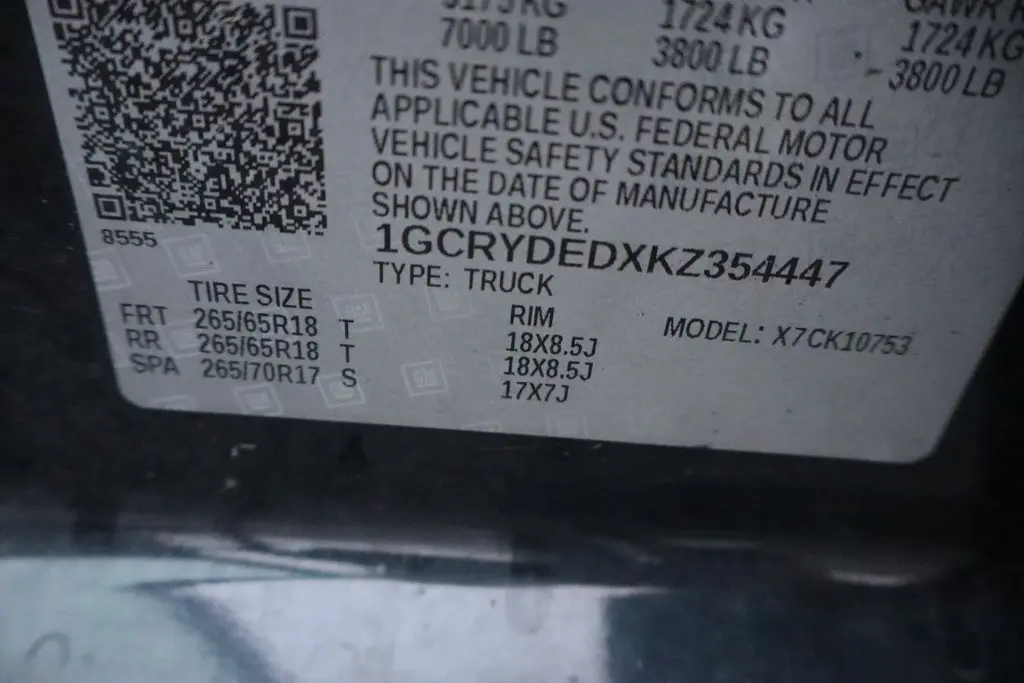 3175 KG 1724 KG 1724 KG
7000 LB 3800 LB 3800 LB
THIS VEHICLE CONFORMS TO ALL
APPLICABLE U.S. FEDERAL MOTOR
VEHICLE SAFETY STANDARDS IN EFFECT
ON THE DATE OF MANUFACTURE
SHOWN ABOVE.
8555
1GCRYDEDXKZ354447
TYPE: TRUCK
MODEL: X7CK10753
TIRE SIZE RIM
FRT 265/65R18 T 18X8.5J
RR 265/65R18 T 18X8.5J
SPA 265/70R17 S 17X7J